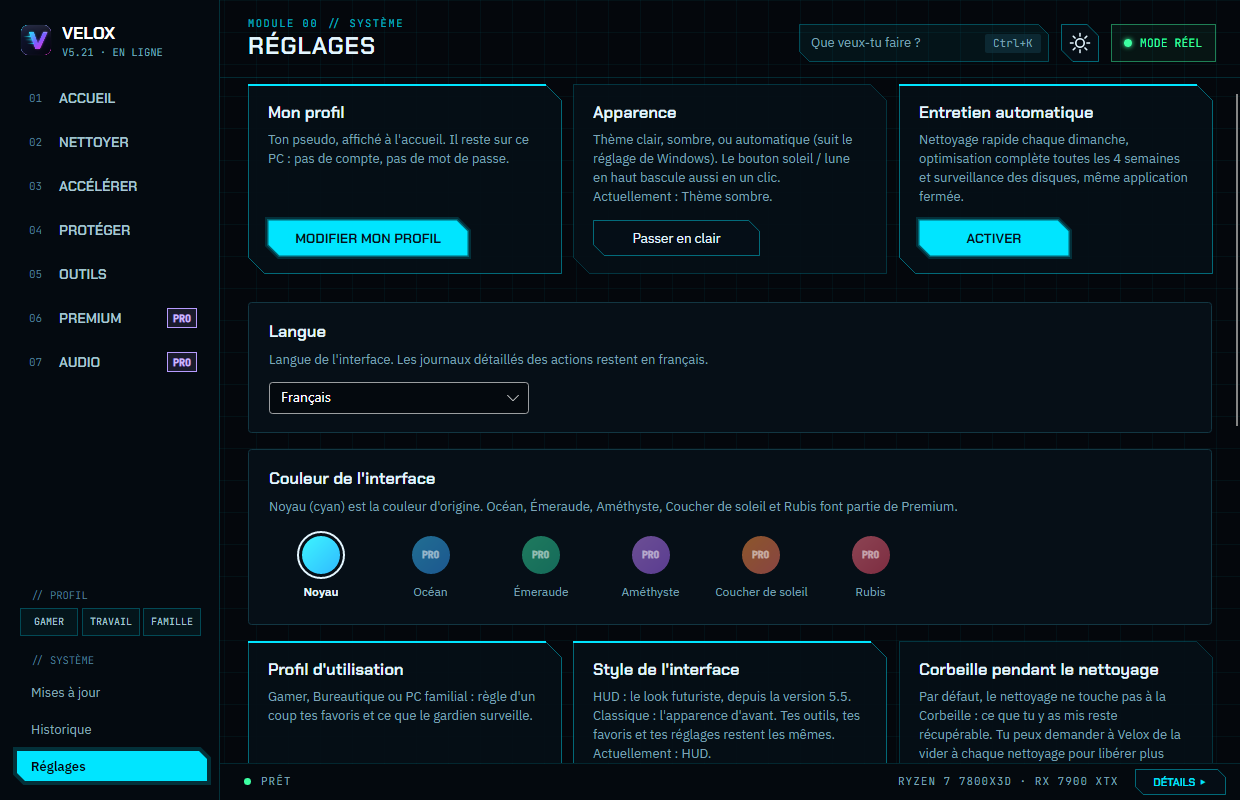 VELOX
V5.21 · EN LIGNE
01 ACCUEIL
02 NETTOYER
03 ACCÉLÉRER
04 PROTÉGER
05 OUTILS
06 PREMIUM PRO
07 AUDIO PRO
// PROFIL
GAMER TRAVAIL FAMILLE
// SYSTÈME
Mises à jour
Historique
Réglages
MODULE 00 // SYSTÈME
RÉGLAGES
Que veux-tu faire ? Ctrl+K
MODE RÉEL
Mon profil
Ton pseudo, affiché à l'accueil. Il reste sur ce
PC : pas de compte, pas de mot de passe.
MODIFIER MON PROFIL
Apparence
Thème clair, sombre, ou automatique (suit le
réglage de Windows). Le bouton soleil / lune
en haut bascule aussi en un clic.
Actuellement : Thème sombre.
Passer en clair
Entretien automatique
Nettoyage rapide chaque dimanche,
optimisation complète toutes les 4 semaines
et surveillance des disques, même application
fermée.
ACTIVER
Langue
Langue de l'interface. Les journaux détaillés des actions restent en français.
Français
Couleur de l'interface
Noyau (cyan) est la couleur d'origine. Océan, Émeraude, Améthyste, Coucher de soleil et Rubis font partie de Premium.
PRO PRO PRO PRO PRO
Noyau Océan Émeraude Améthyste Coucher de soleil Rubis
Profil d'utilisation
Gamer, Bureautique ou PC familial : règle d'un
coup tes favoris et ce que le gardien surveille.
Style de l'interface
HUD : le look futuriste, depuis la version 5.5.
Classique : l'apparence d'avant. Tes outils, tes
favoris et tes réglages restent les mêmes.
Actuellement : HUD.
Corbeille pendant le nettoyage
Par défaut, le nettoyage ne touche pas à la
Corbeille : ce que tu y as mis reste
récupérable. Tu peux demander à Velox de la
vider à chaque nettoyage pour libérer plus
PRÊT
RYZEN 7 7800X3D · RX 7900 XTX
DÉTAILS ▸